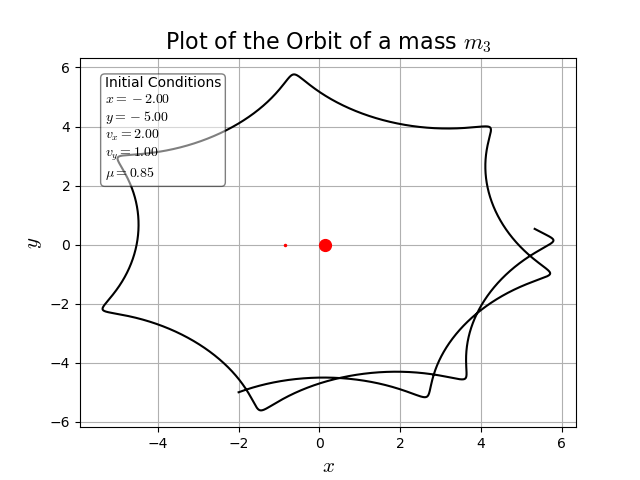 Plot of the Orbit of a mass m₃
Initial Conditions
x = −2.00
y = −5.00
vₓ = 2.00
v_y = 1.00
μ = 0.85
6
4
2
0
−2
−4
−6
y
−4 −2 0 2 4 6
x